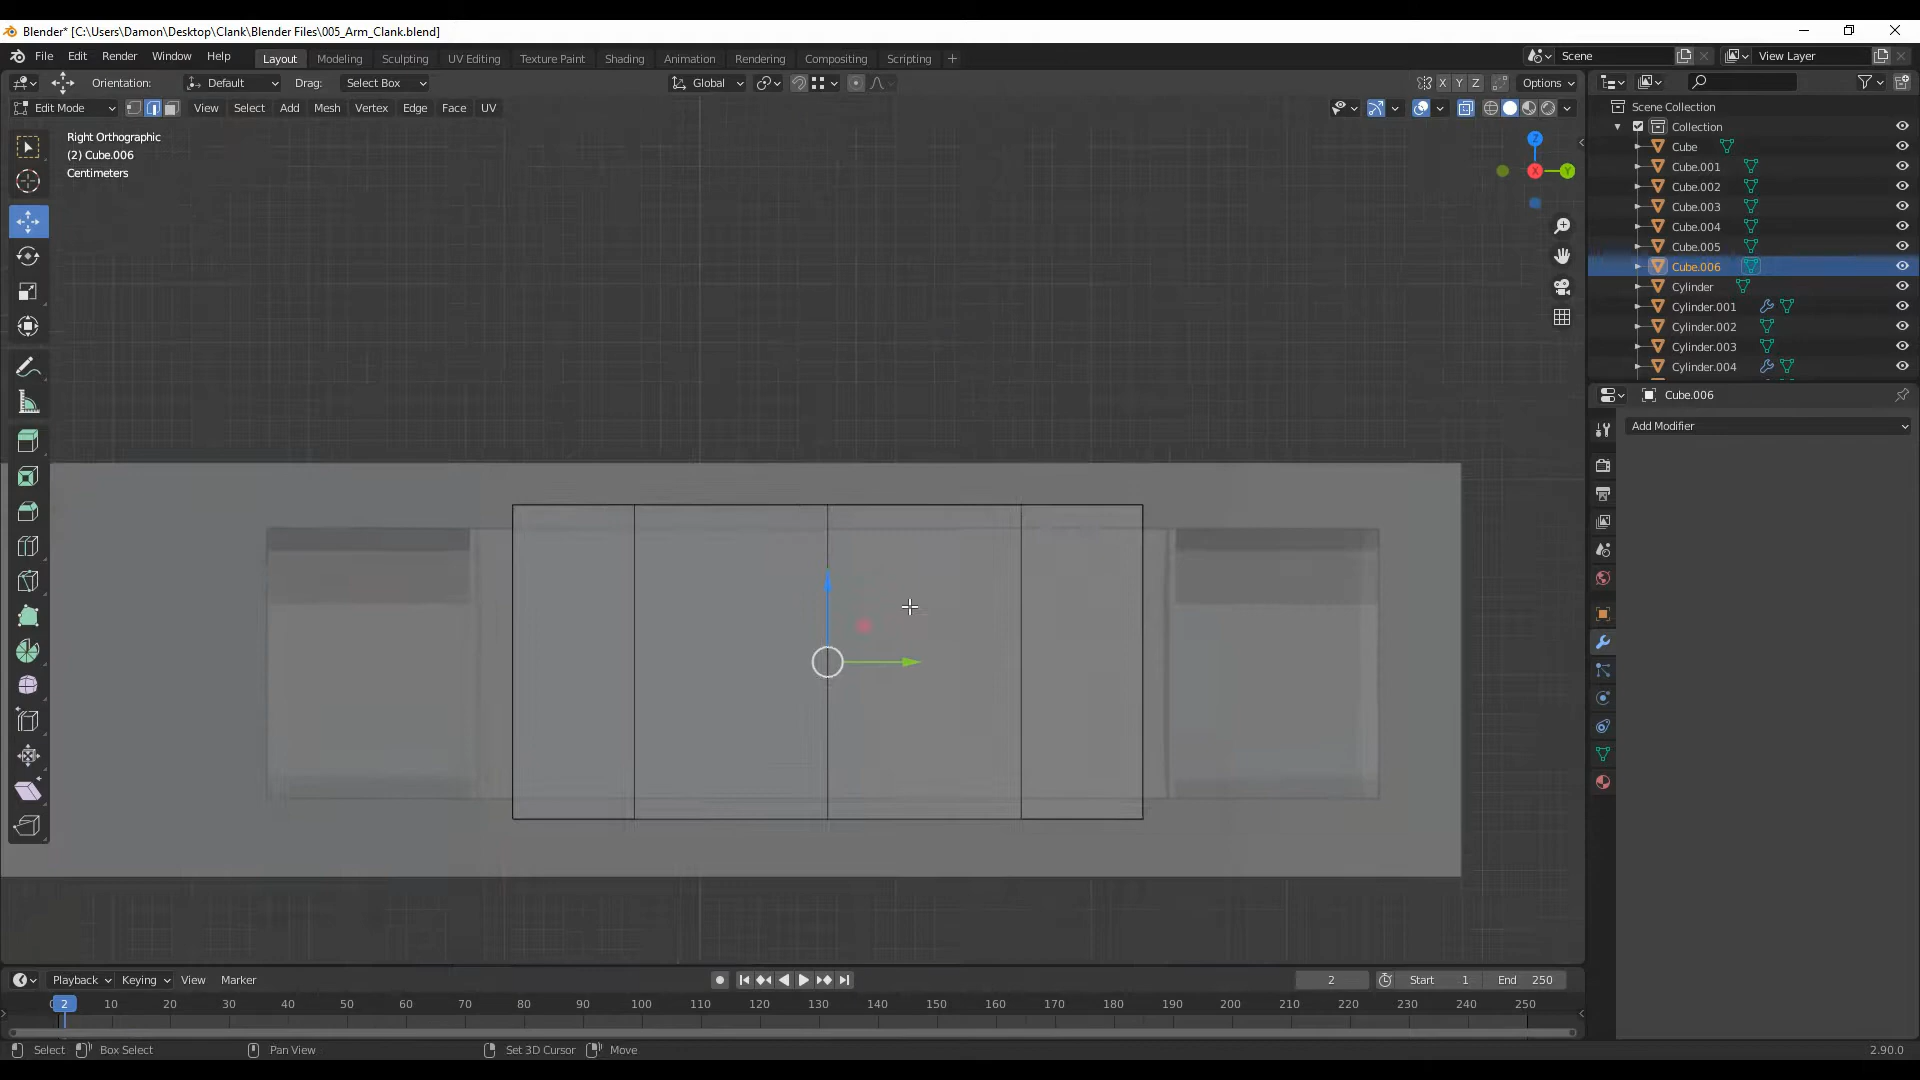 Blender* [C:\Users\Damon\Desktop\Clank\Blender Files\005_Arm_Clank.blend]
File Edit Render Window Help Layout Modeling Sculpting UV Editing Texture Paint Shading Animation Rendering Compositing Scripting + Scene View Layer
Orientation: Default Drag: Select Box Global X Y Z Options
Edit Mode View Select Add Mesh Vertex Edge Face UV
Right Orthographic
(2) Cube.006
Centimeters
Z
X
Scene Collection
Collection
Cube
Cube.001
Cube.002
Cube.003
Cube.004
Cube.005
Cube.006
Cylinder
Cylinder.001
Cylinder.002
Cylinder.003
Cylinder.004
Cube.006
Add Modifier
Playback Keying View Marker 2 Start 1 End 250
2 10 20 30 40 50 60 70 80 90 100 110 120 130 140 150 160 170 180 190 200 210 220 230 240 250
Select Box Select Pan View Set 3D Cursor Move 2.90.0